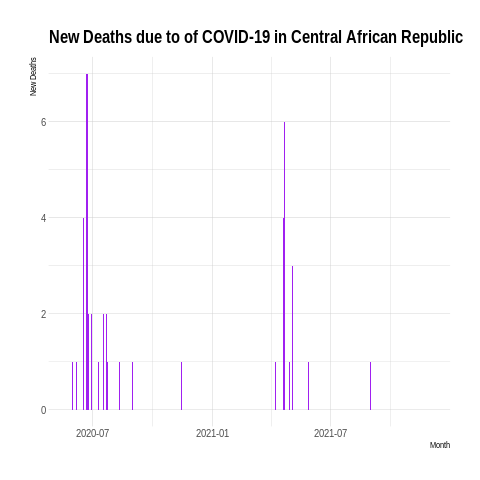 New Deaths due to of COVID-19 in Central African Republic
New Deaths
6
4
2
0
2020-07 2021-01 2021-07
Month